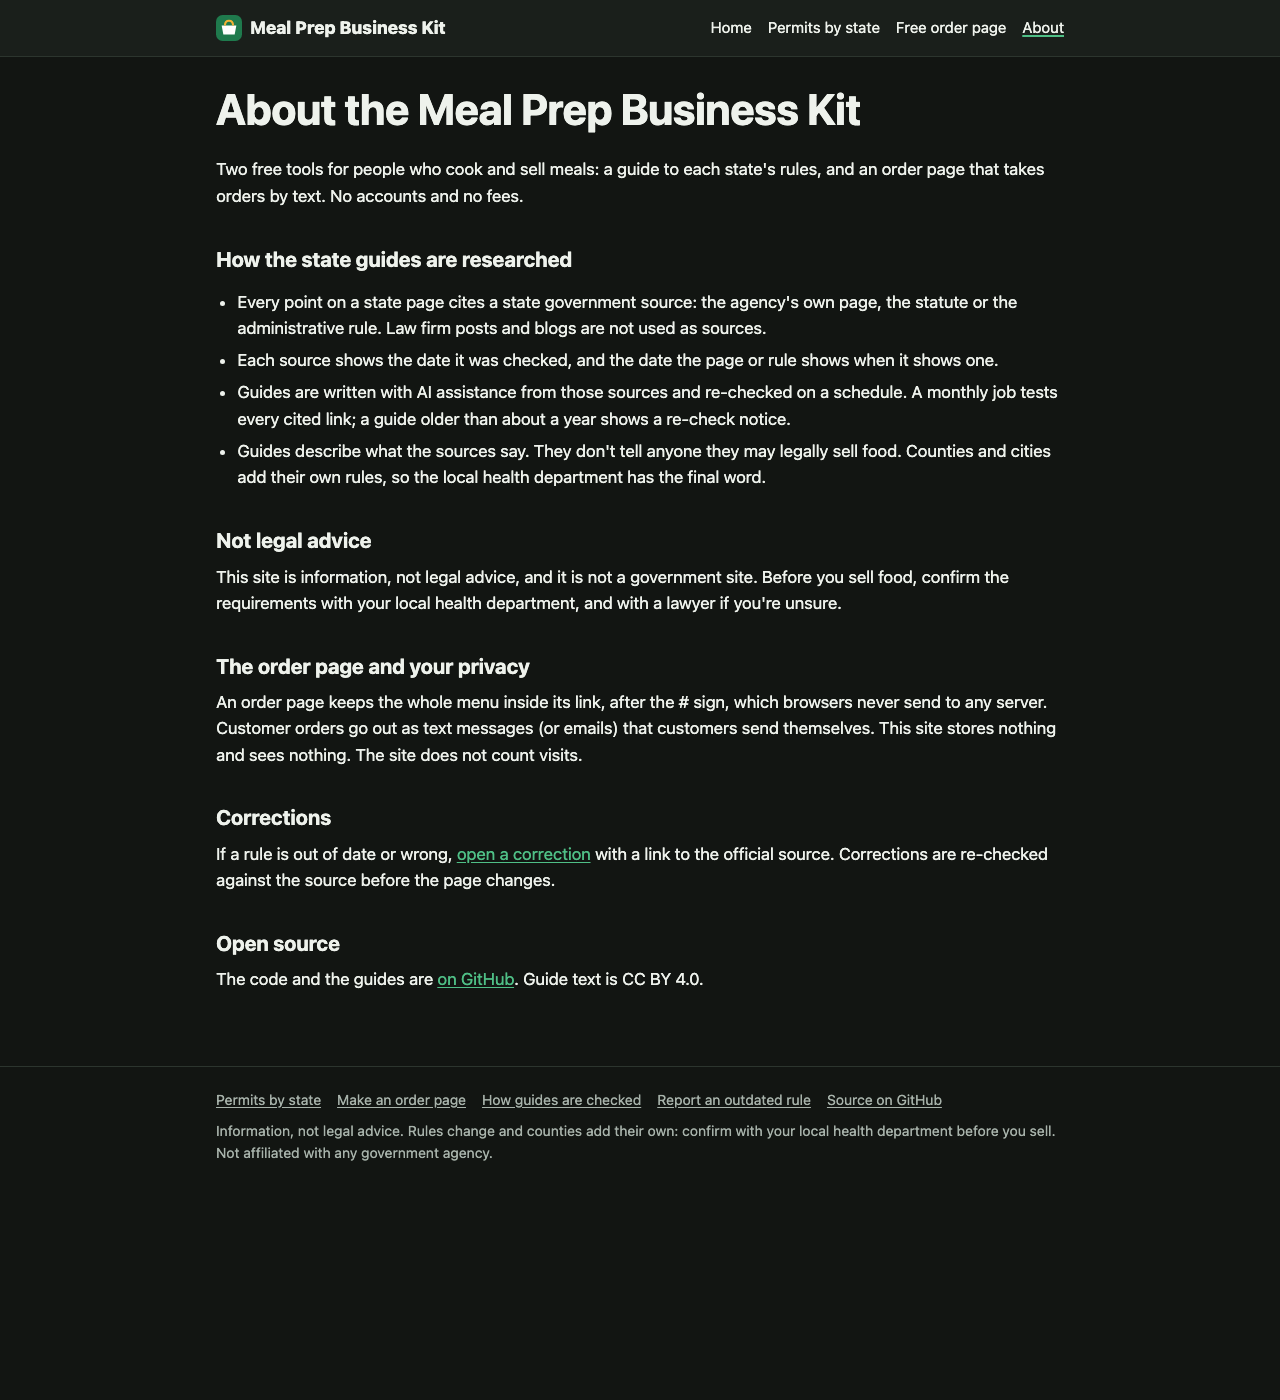 Meal Prep Business Kit
Home Permits by state Free order page About
About the Meal Prep Business Kit
Two free tools for people who cook and sell meals: a guide to each state's rules, and an order page that takes
orders by text. No accounts and no fees.
How the state guides are researched
• Every point on a state page cites a state government source: the agency's own page, the statute or the
administrative rule. Law firm posts and blogs are not used as sources.
• Each source shows the date it was checked, and the date the page or rule shows when it shows one.
• Guides are written with AI assistance from those sources and re-checked on a schedule. A monthly job tests
every cited link; a guide older than about a year shows a re-check notice.
• Guides describe what the sources say. They don't tell anyone they may legally sell food. Counties and cities
add their own rules, so the local health department has the final word.
Not legal advice
This site is information, not legal advice, and it is not a government site. Before you sell food, confirm the
requirements with your local health department, and with a lawyer if you're unsure.
The order page and your privacy
An order page keeps the whole menu inside its link, after the # sign, which browsers never send to any server.
Customer orders go out as text messages (or emails) that customers send themselves. This site stores nothing
and sees nothing. The site does not count visits.
Corrections
If a rule is out of date or wrong, open a correction with a link to the official source. Corrections are re-checked
against the source before the page changes.
Open source
The code and the guides are on GitHub. Guide text is CC BY 4.0.
Permits by state Make an order page How guides are checked Report an outdated rule Source on GitHub
Information, not legal advice. Rules change and counties add their own: confirm with your local health department before you sell.
Not affiliated with any government agency.